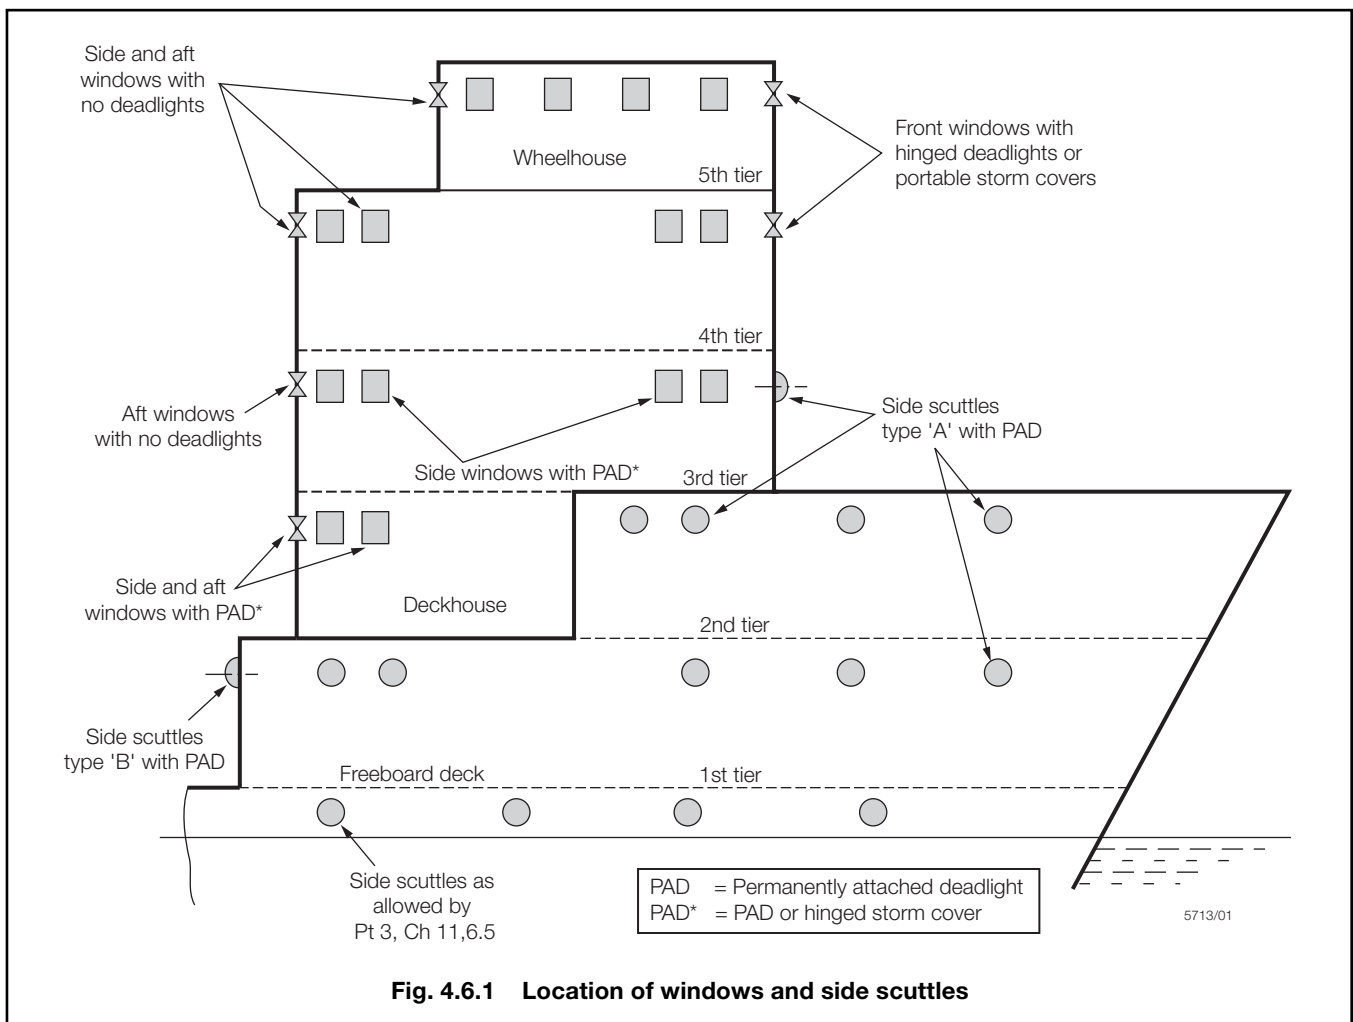 Side and aft
windows with
no deadlights
Front windows with
hinged deadlights or
portable storm covers
Wheelhouse
5th tier
4th tier
Aft windows
with no deadlights
Side scuttles
type 'A' with PAD
Side windows with PAD*
3rd tier
Side and aft
windows with PAD*
Deckhouse
2nd tier
Side scuttles
type 'B' with PAD
Freeboard deck
1st tier
Side scuttles as
allowed by
Pt 3, Ch 11,6.5
PAD = Permanently attached deadlight
PAD* = PAD or hinged storm cover
5713/01
Fig. 4.6.1 Location of windows and side scuttles